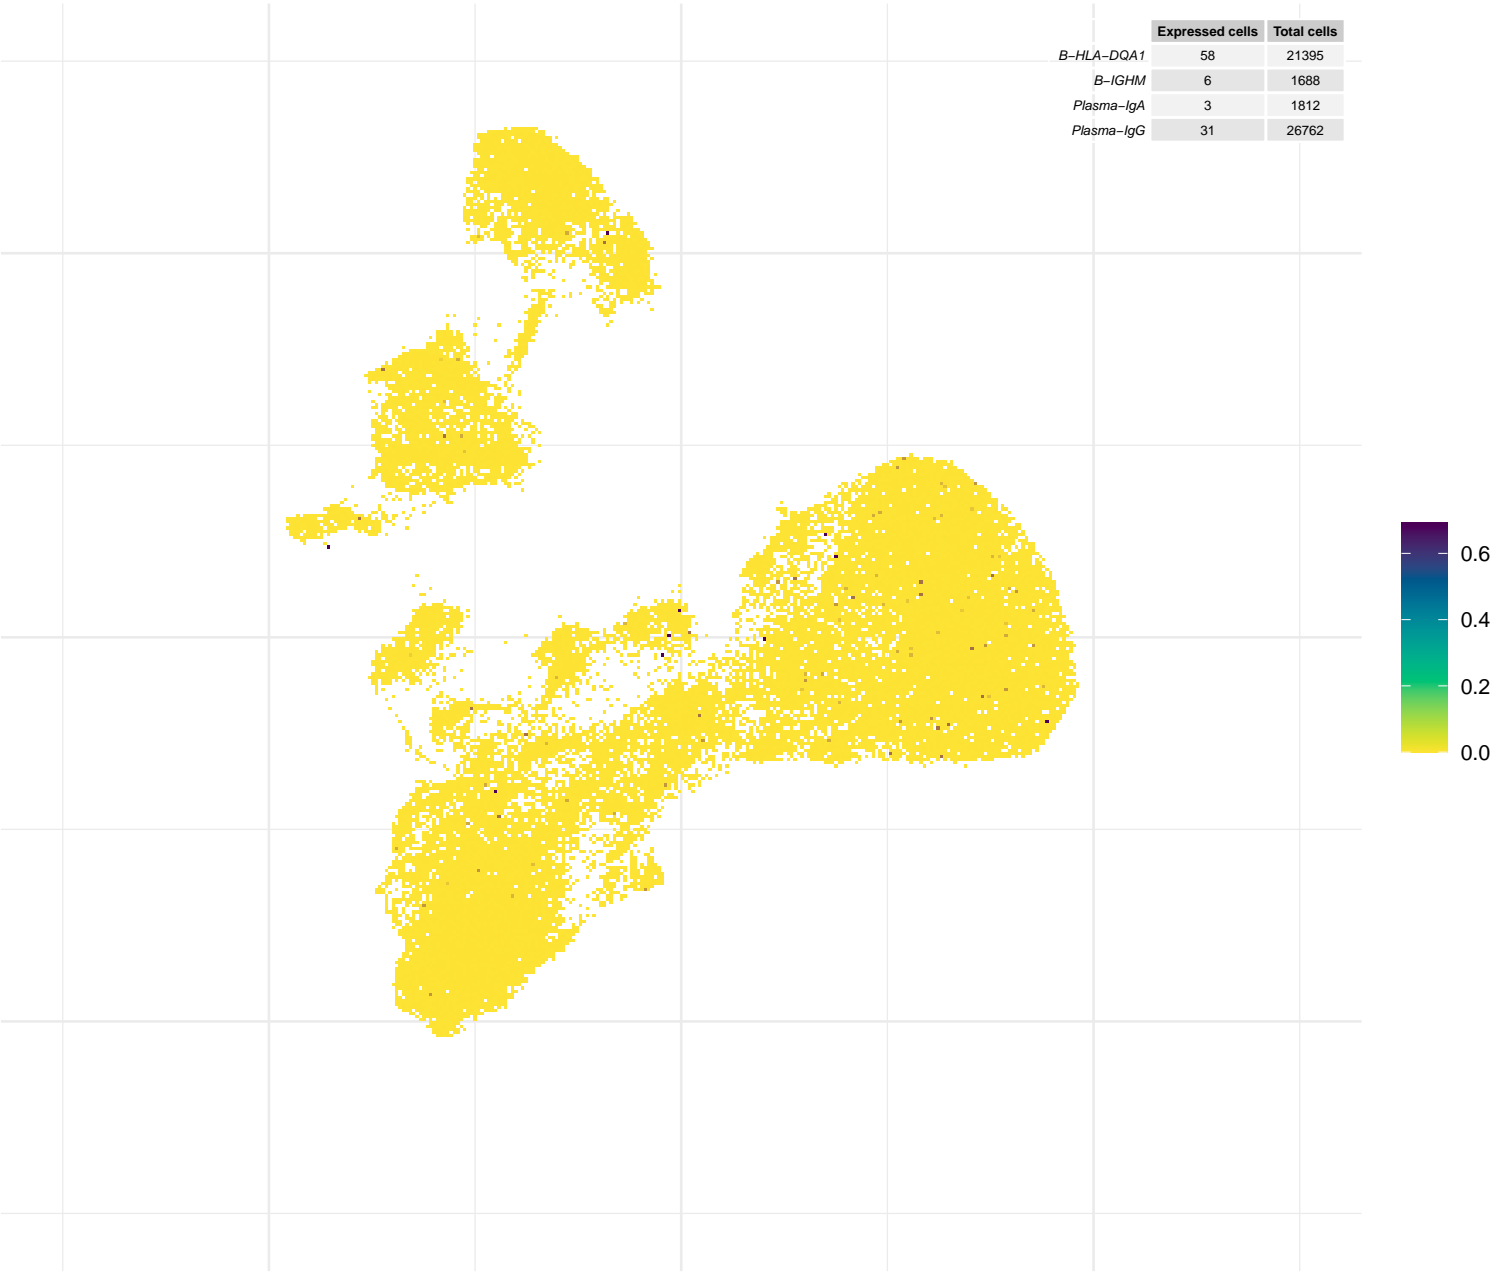 Expressed cells Total cells
B−HLA−DQA1 58 21395
B−IGHM 6 1688
Plasma−IgA 3 1812
Plasma−IgG 31 26762
0.6
0.4
0.2
0.0